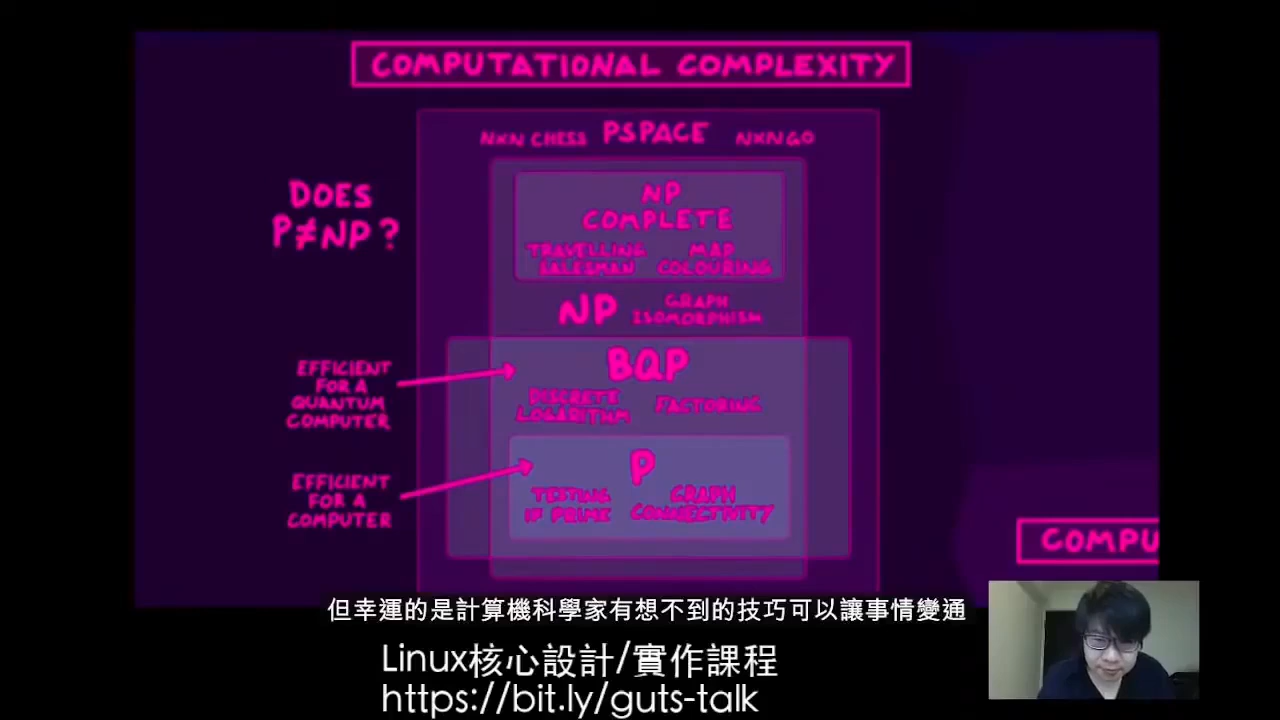 COMPUTATIONAL COMPLEXITY
NXN CHESS PSPACE NXN GO
DOES
P≠NP?
NP
COMPLETE
TRAVELLING
SALESMAN
MAP
COLOURING
NP
GRAPH
ISOMORPHISM
EFFICIENT
FOR A
QUANTUM
COMPUTER
BQP
DISCRETE
LOGARITHM
FACTORING
EFFICIENT
FOR A
COMPUTER
P
TESTING
IF PRIME
GRAPH
CONNECTIVITY
COMPU
但幸運的是計算機科學家有想不到的技巧可以讓事情變通
Linux核心設計/實作課程
https://bit.ly/guts-talk